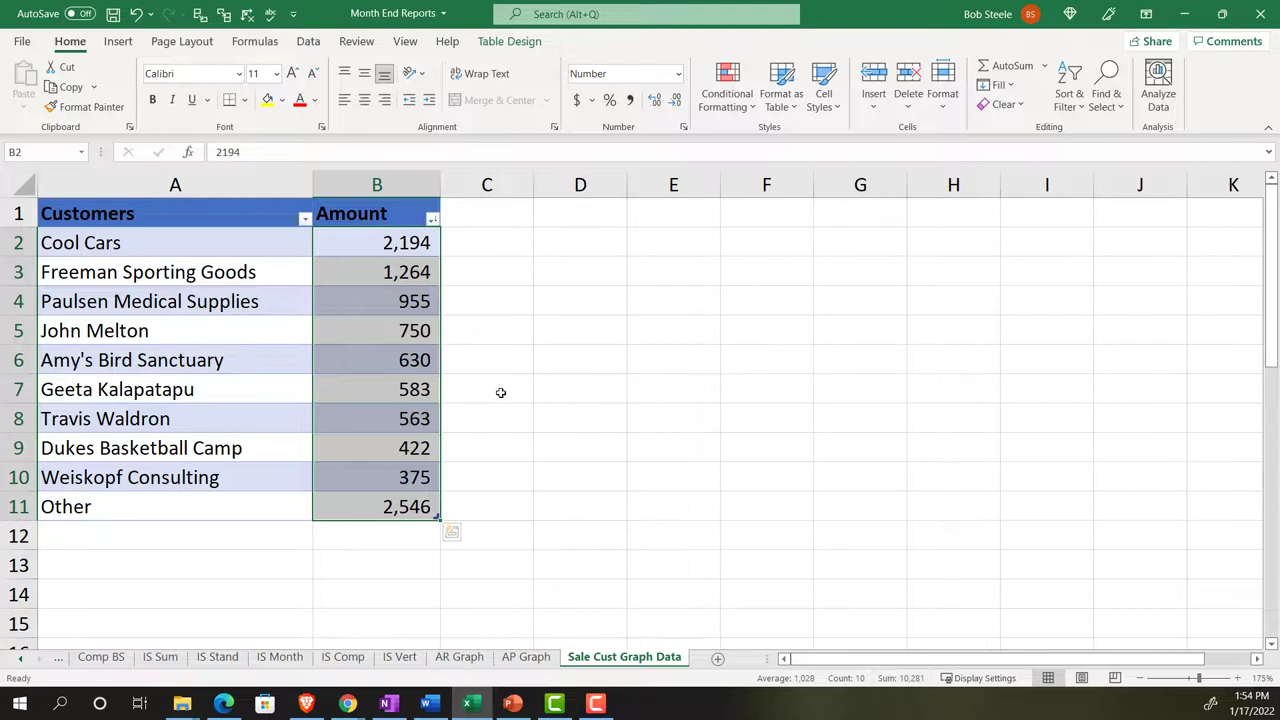 AutoSave Off Month End Reports Search (Alt+Q) Bob Steele BS
File Home Insert Page Layout Formulas Data Review View Help Table Design Share Comments
Paste Cut Copy Format Painter Clipboard
Calibri 11 B I U Font
Wrap Text Merge & Center Alignment
Number $ % Number
Conditional Formatting Format as Table Cell Styles Styles
Insert Delete Format Cells
AutoSum Fill Clear Sort & Filter Find & Select Editing
Analyze Data Analysis
B2 fx 2194
A B C D E F G H I J K
1 Customers Amount
2 Cool Cars 2,194
3 Freeman Sporting Goods 1,264
4 Paulsen Medical Supplies 955
5 John Melton 750
6 Amy's Bird Sanctuary 630
7 Geeta Kalapatapu 583
8 Travis Waldron 563
9 Dukes Basketball Camp 422
10 Weiskopf Consulting 375
11 Other 2,546
12
13
14
15
... Comp BS IS Sum IS Stand IS Month IS Comp IS Vert AR Graph AP Graph Sale Cust Graph Data
Ready Average: 1,028 Count: 10 Sum: 10,281 Display Settings 175%
1:54 PM
1/17/2022